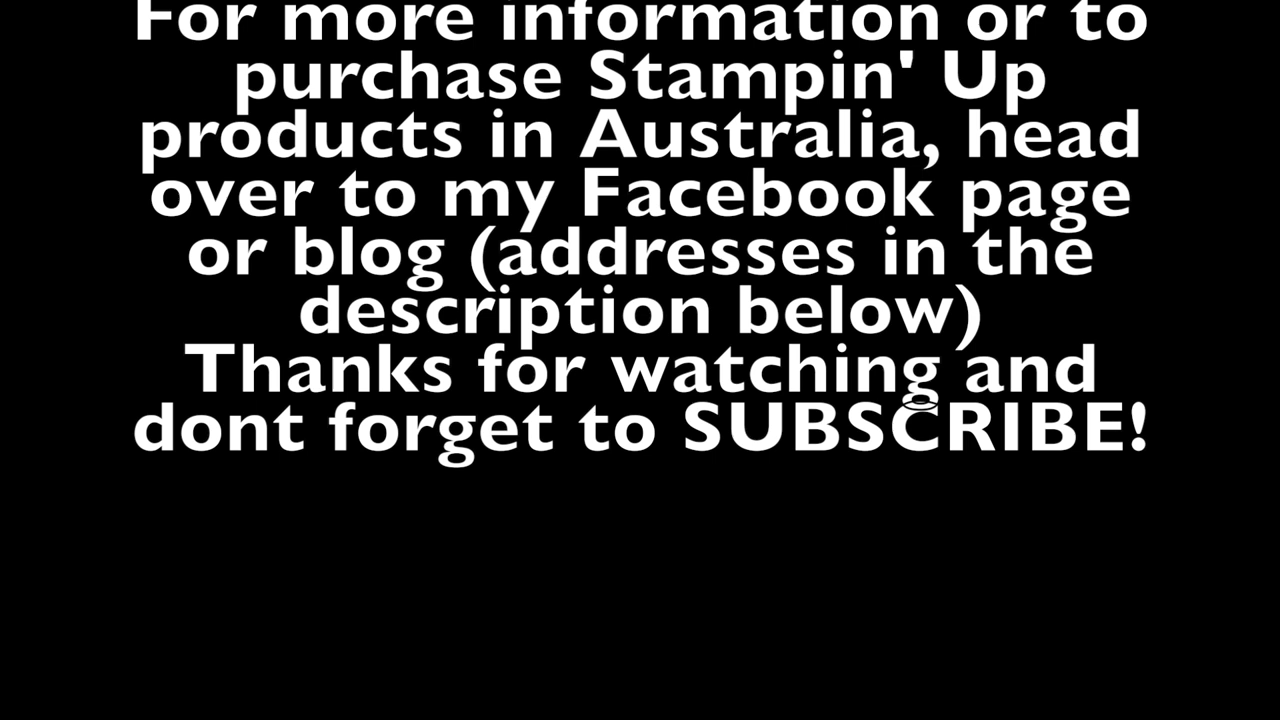 For more information or to
purchase Stampin' Up
products in Australia, head
over to my Facebook page
or blog (addresses in the
description below)
Thanks for watching and
dont forget to SUBSCRIBE!